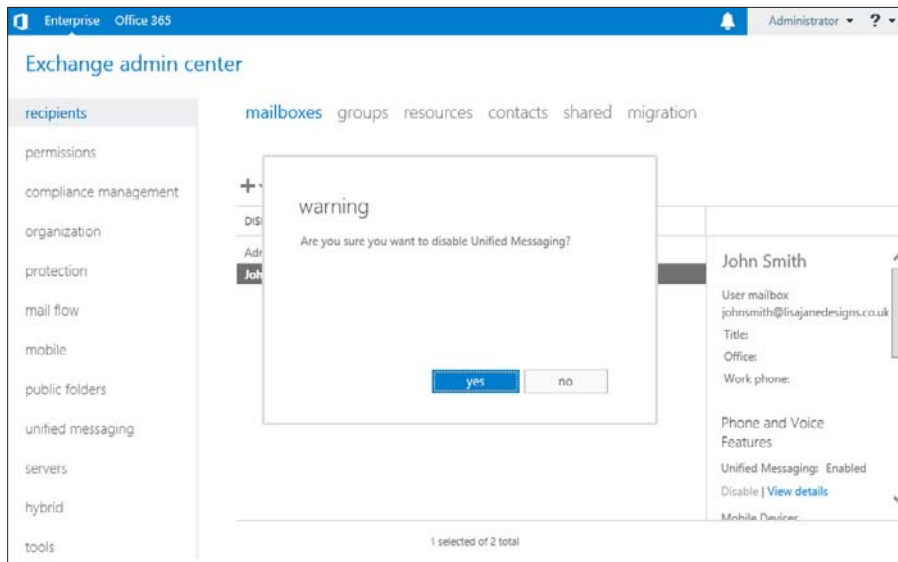 Enterprise Office 365
Administrator ?
Exchange admin center
recipients
permissions
compliance management
organization
protection
mail flow
mobile
public folders
unified messaging
servers
hybrid
tools
mailboxes groups resources contacts shared migration
warning
Are you sure you want to disable Unified Messaging?
yes no
John Smith
User mailbox
johnsmith@lisajanedesigns.co.uk
Title:
Office:
Work phone:
Phone and Voice
Features
Unified Messaging: Enabled
Disable | View details
Mobile Devices
1 selected of 2 total